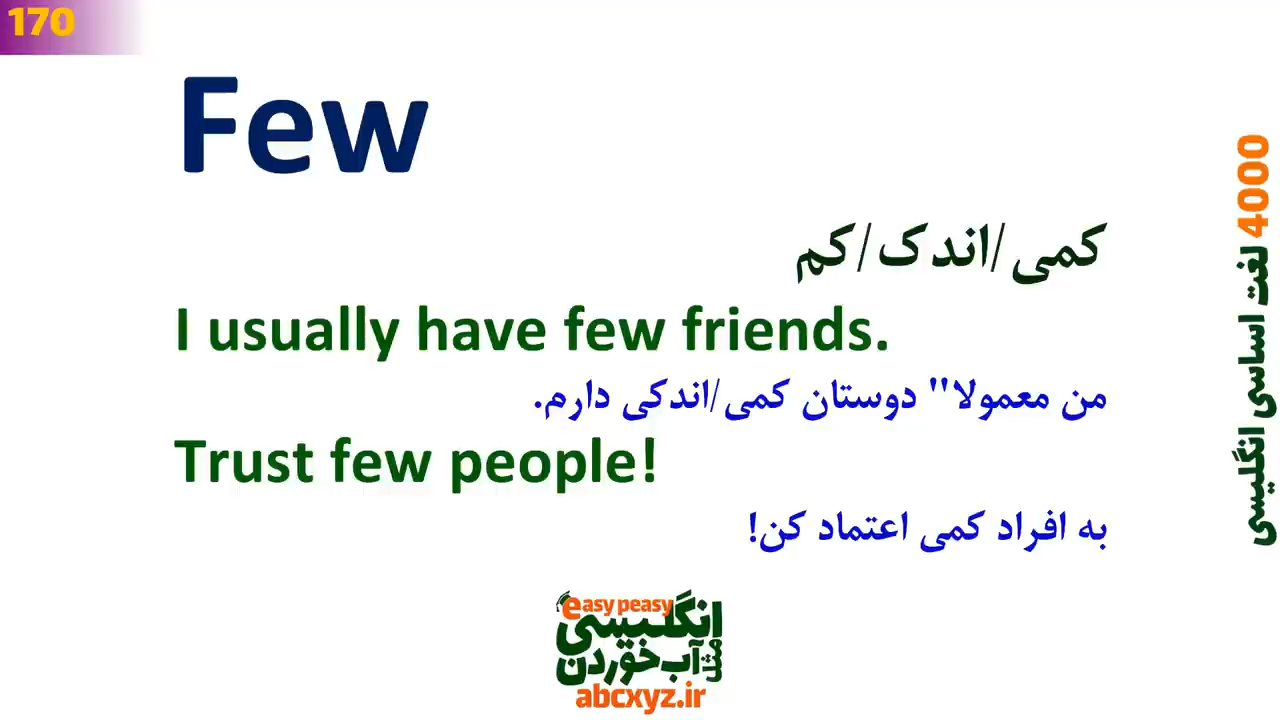 170
Few
کمی/اندک/کم
I usually have few friends.
من معمولا" دوستان کمی/اندکی دارم.
Trust few people!
به افراد کمی اعتماد کن!
4000 لغت اساسی انگلیسی
easy peasy
انگلیسی
مثل آب خوردن
abcxyz.ir